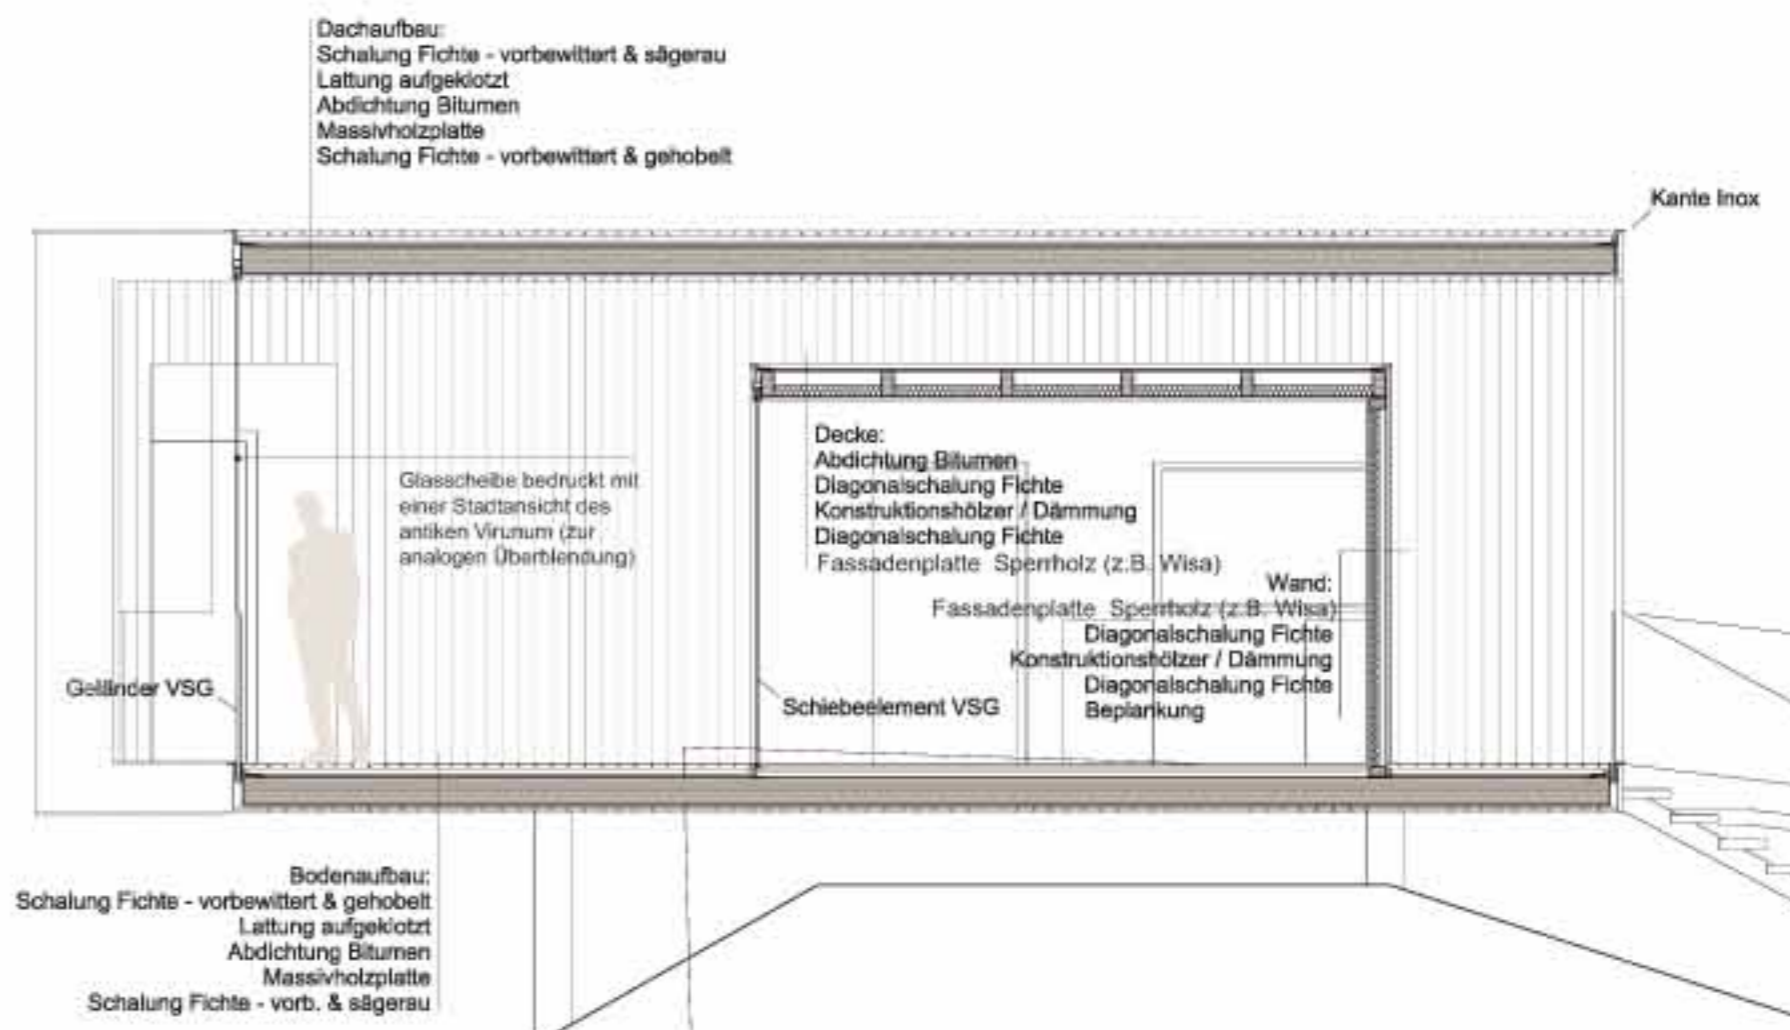 Dachaufbau:
Schalung Fichte - vorbewittert & sägerau
Lattung aufgeklotzt
Abdichtung Bitumen
Massivholzplatte
Schalung Fichte - vorbewittert & gehobelt
Kante Inox
Glasscheibe bedruckt mit
einer Stadtansicht des
antiken Virunum (zur
analogen Überblendung)
Decke:
Abdichtung Bitumen
Diagonalschalung Fichte
Konstruktionshölzer / Dämmung
Diagonalschalung Fichte
Fassadenplatte Sperrholz (z.B. Wisa)
Wand:
Fassadenplatte Sperrholz (z.B. Wisa)
Diagonalschalung Fichte
Konstruktionshölzer / Dämmung
Diagonalschalung Fichte
Beplankung
Geländer VSG
Schiebeelement VSG
Bodenaufbau:
Schalung Fichte - vorbewittert & gehobelt
Lattung aufgeklotzt
Abdichtung Bitumen
Massivholzplatte
Schalung Fichte - vorb. & sägerau